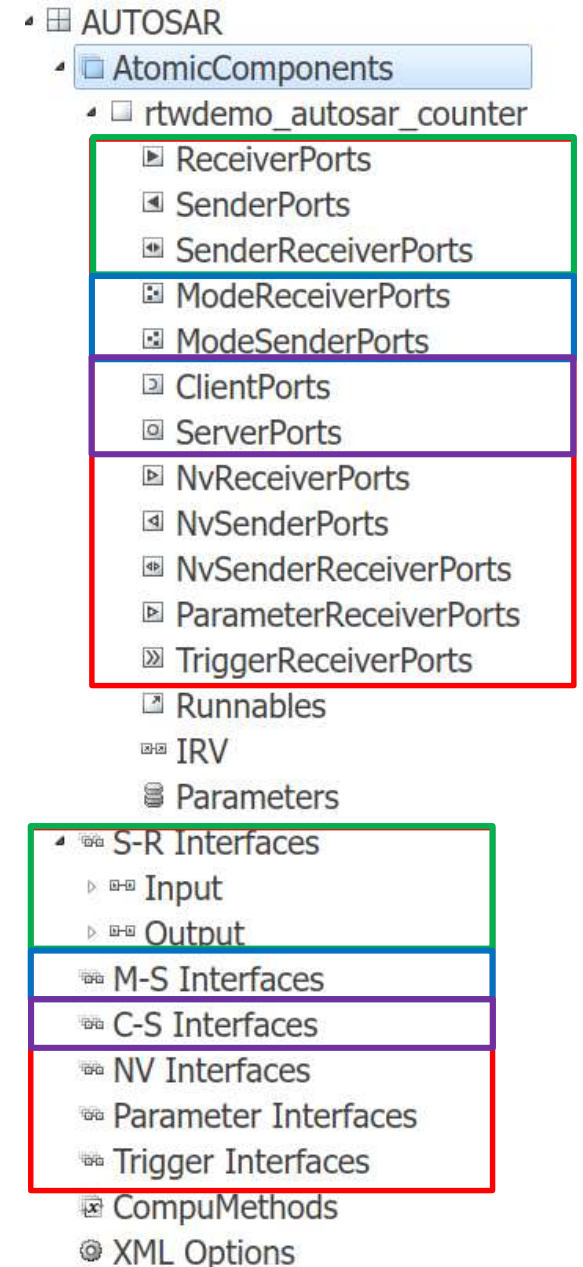 AUTOSAR
AtomicComponents
rtwdemo_autosar_counter
ReceiverPorts
SenderPorts
SenderReceiverPorts
ModeReceiverPorts
ModeSenderPorts
ClientPorts
ServerPorts
NvReceiverPorts
NvSenderPorts
NvSenderReceiverPorts
ParameterReceiverPorts
TriggerReceiverPorts
Runnables
IRV
Parameters
S-R Interfaces
Input
Output
M-S Interfaces
C-S Interfaces
NV Interfaces
Parameter Interfaces
Trigger Interfaces
CompuMethods
XML Options